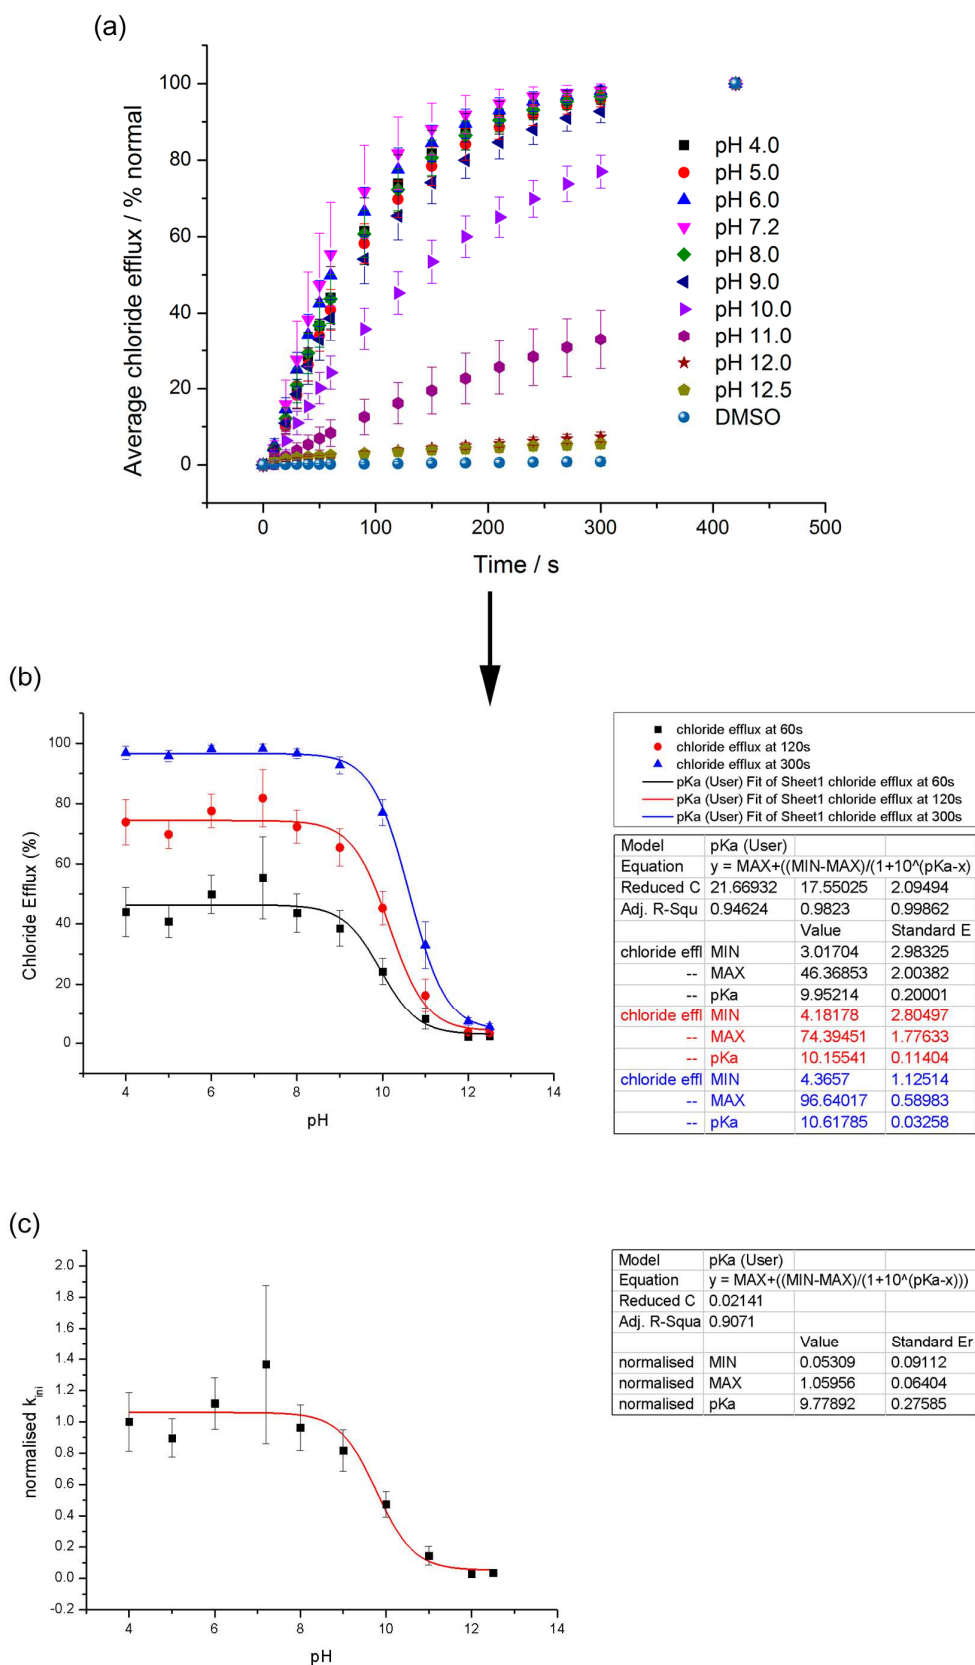 (a)
Average chloride efflux / % normal
100
80
60
40
20
0
0
100
200
300
400
500
Time / s
pH 4.0
pH 5.0
pH 6.0
pH 7.2
pH 8.0
pH 9.0
pH 10.0
pH 11.0
pH 12.0
pH 12.5
DMSO
(b)
Chloride Efflux (%)
100
80
60
40
20
0
4
6
8
10
12
14
pH
chloride efflux at 60s
chloride efflux at 120s
chloride efflux at 300s
pKa (User) Fit of Sheet1 chloride efflux at 60s
pKa (User) Fit of Sheet1 chloride efflux at 120s
pKa (User) Fit of Sheet1 chloride efflux at 300s
Model pKa (User)
Equation y = MAX+((MIN-MAX)/(1+10^(pKa-x)
Reduced C 21.66932 17.55025 2.09494
Adj. R-Squ 0.94624 0.9823 0.99862
Value Standard E
chloride effl MIN 3.01704 2.98325
-- MAX 46.36853 2.00382
-- pKa 9.95214 0.20001
chloride effl MIN 4.18178 2.80497
-- MAX 74.39451 1.77633
-- pKa 10.15541 0.11404
chloride effl MIN 4.3657 1.12514
-- MAX 96.64017 0.58983
-- pKa 10.61785 0.03258
(c)
normalised k_ini
2.0
1.8
1.6
1.4
1.2
1.0
0.8
0.6
0.4
0.2
0.0
-0.2
4
6
8
10
12
14
pH
Model pKa (User)
Equation y = MAX+((MIN-MAX)/(1+10^(pKa-x)))
Reduced C 0.02141
Adj. R-Squa 0.9071
Value Standard Er
normalised MIN 0.05309 0.09112
normalised MAX 1.05956 0.06404
normalised pKa 9.77892 0.27585